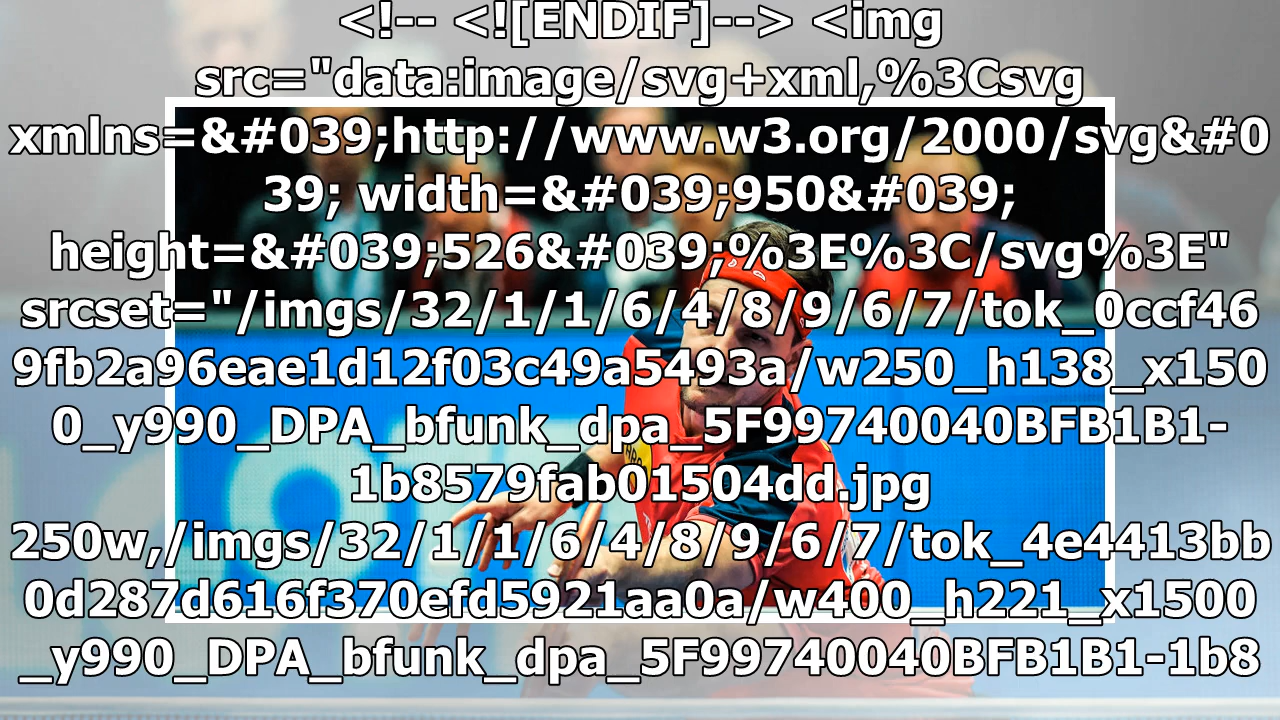 <!-- <![ENDIF]--> <img
src="data:image/svg+xml,%3Csvg
xmlns=&#039;http://www.w3.org/2000/svg&#0
39; width=&#039;950&#039;
height=&#039;526&#039;%3E%3C/svg%3E"
srcset="/imgs/32/1/1/6/4/8/9/6/7/tok_0ccf46
9fb2a96eae1d12f03c49a5493a/w250_h138_x150
0_y990_DPA_bfunk_dpa_5F99740040BFB1B1-
1b8579fab01504dd.jpg
250w,/imgs/32/1/1/6/4/8/9/6/7/tok_4e4413bb
0d287d616f370efd5921aa0a/w400_h221_x1500
_y990_DPA_bfunk_dpa_5F99740040BFB1B1-1b8